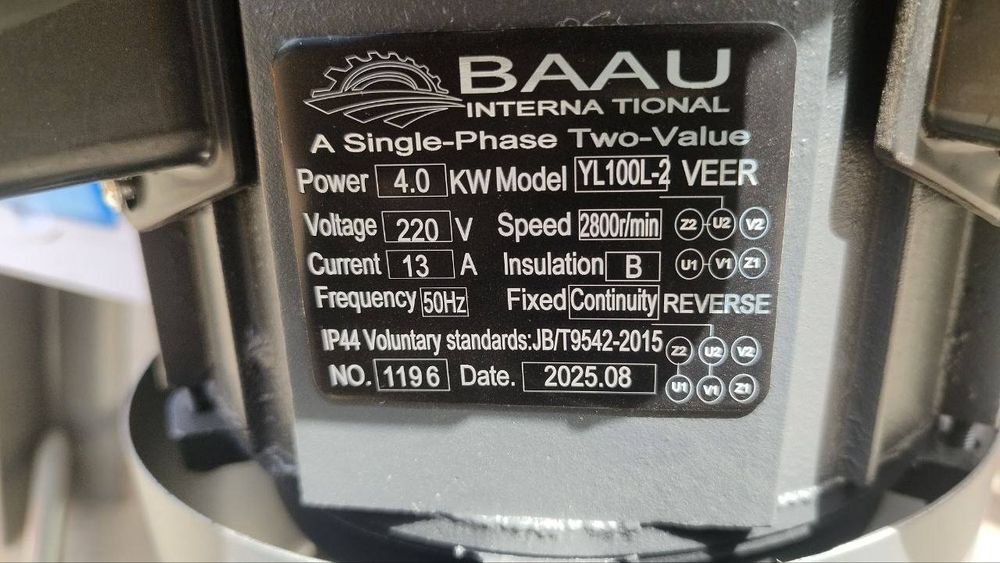 BAAU
INTERNA TIONAL
A Single-Phase Two-Value
Power 4.0 KW Model YL100L-2 VEER
Voltage 220 V Speed 2800r/min Z2 U2 V2
Current 13 A Insulation B U1 V1 Z1
Frequency 50Hz Fixed Continuity REVERSE
IP44 Voluntary standards:JB/T9542-2015 Z2 U2 V2
NO. 1196 Date. 2025.08 U1 V1 Z1